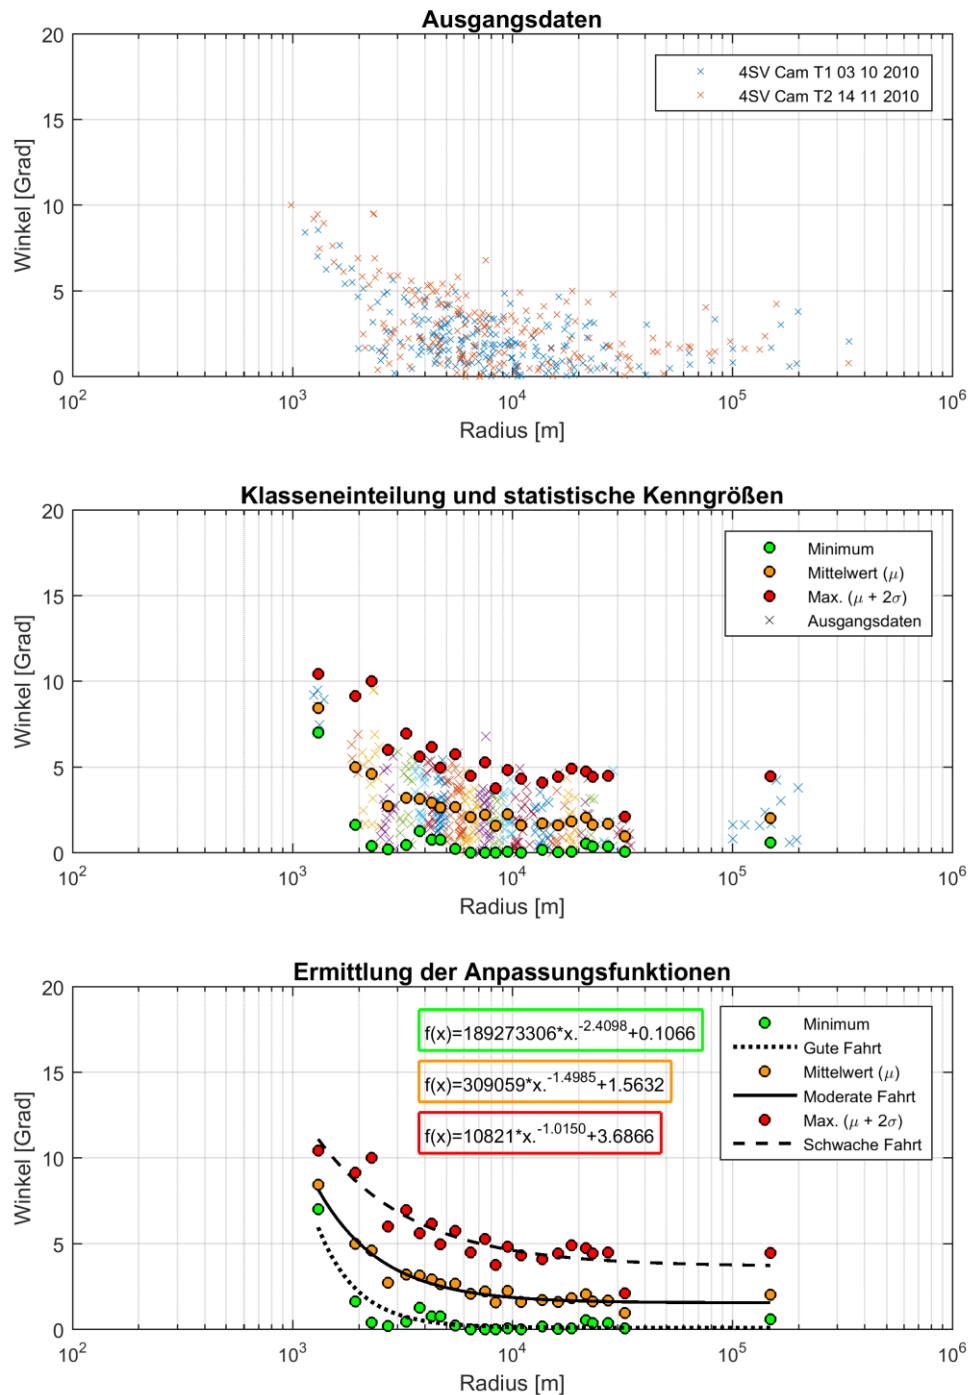 Ausgangsdaten
20
15
10
5
0
Winkel [Grad]
4SV Cam T1 03 10 2010
4SV Cam T2 14 11 2010
10²
10³
10⁴
10⁵
10⁶
Radius [m]
Klasseneinteilung und statistische Kenngrößen
20
15
10
5
0
Winkel [Grad]
Minimum
Mittelwert (μ)
Max. (μ + 2σ)
Ausgangsdaten
10²
10³
10⁴
10⁵
10⁶
Radius [m]
Ermittlung der Anpassungsfunktionen
20
15
10
5
0
Winkel [Grad]
f(x)=189273306*x.^-2.4098+0.1066
f(x)=309059*x.^-1.4985+1.5632
f(x)=10821*x.^-1.0150+3.6866
Minimum
Gute Fahrt
Mittelwert (μ)
Moderate Fahrt
Max. (μ + 2σ)
Schwache Fahrt
10²
10³
10⁴
10⁵
10⁶
Radius [m]